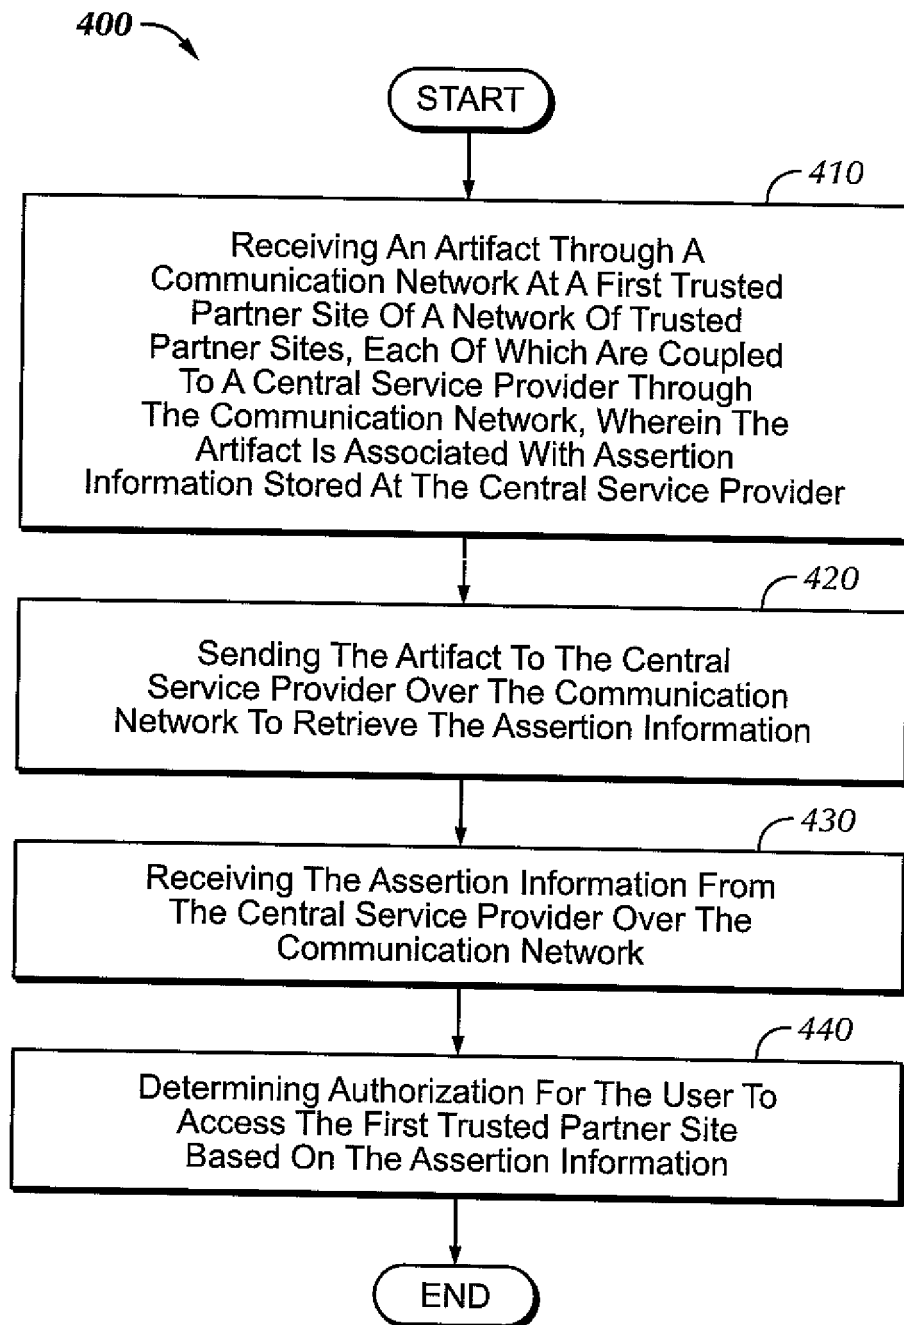 400
START
410
Receiving An Artifact Through A
Communication Network At A First Trusted
Partner Site Of A Network Of Trusted
Partner Sites, Each Of Which Are Coupled
To A Central Service Provider Through
The Communication Network, Wherein The
Artifact Is Associated With Assertion
Information Stored At The Central Service Provider
420
Sending The Artifact To The Central
Service Provider Over The Communication
Network To Retrieve The Assertion Information
430
Receiving The Assertion Information From
The Central Service Provider Over The
Communication Network
440
Determining Authorization For The User To
Access The First Trusted Partner Site
Based On The Assertion Information
END